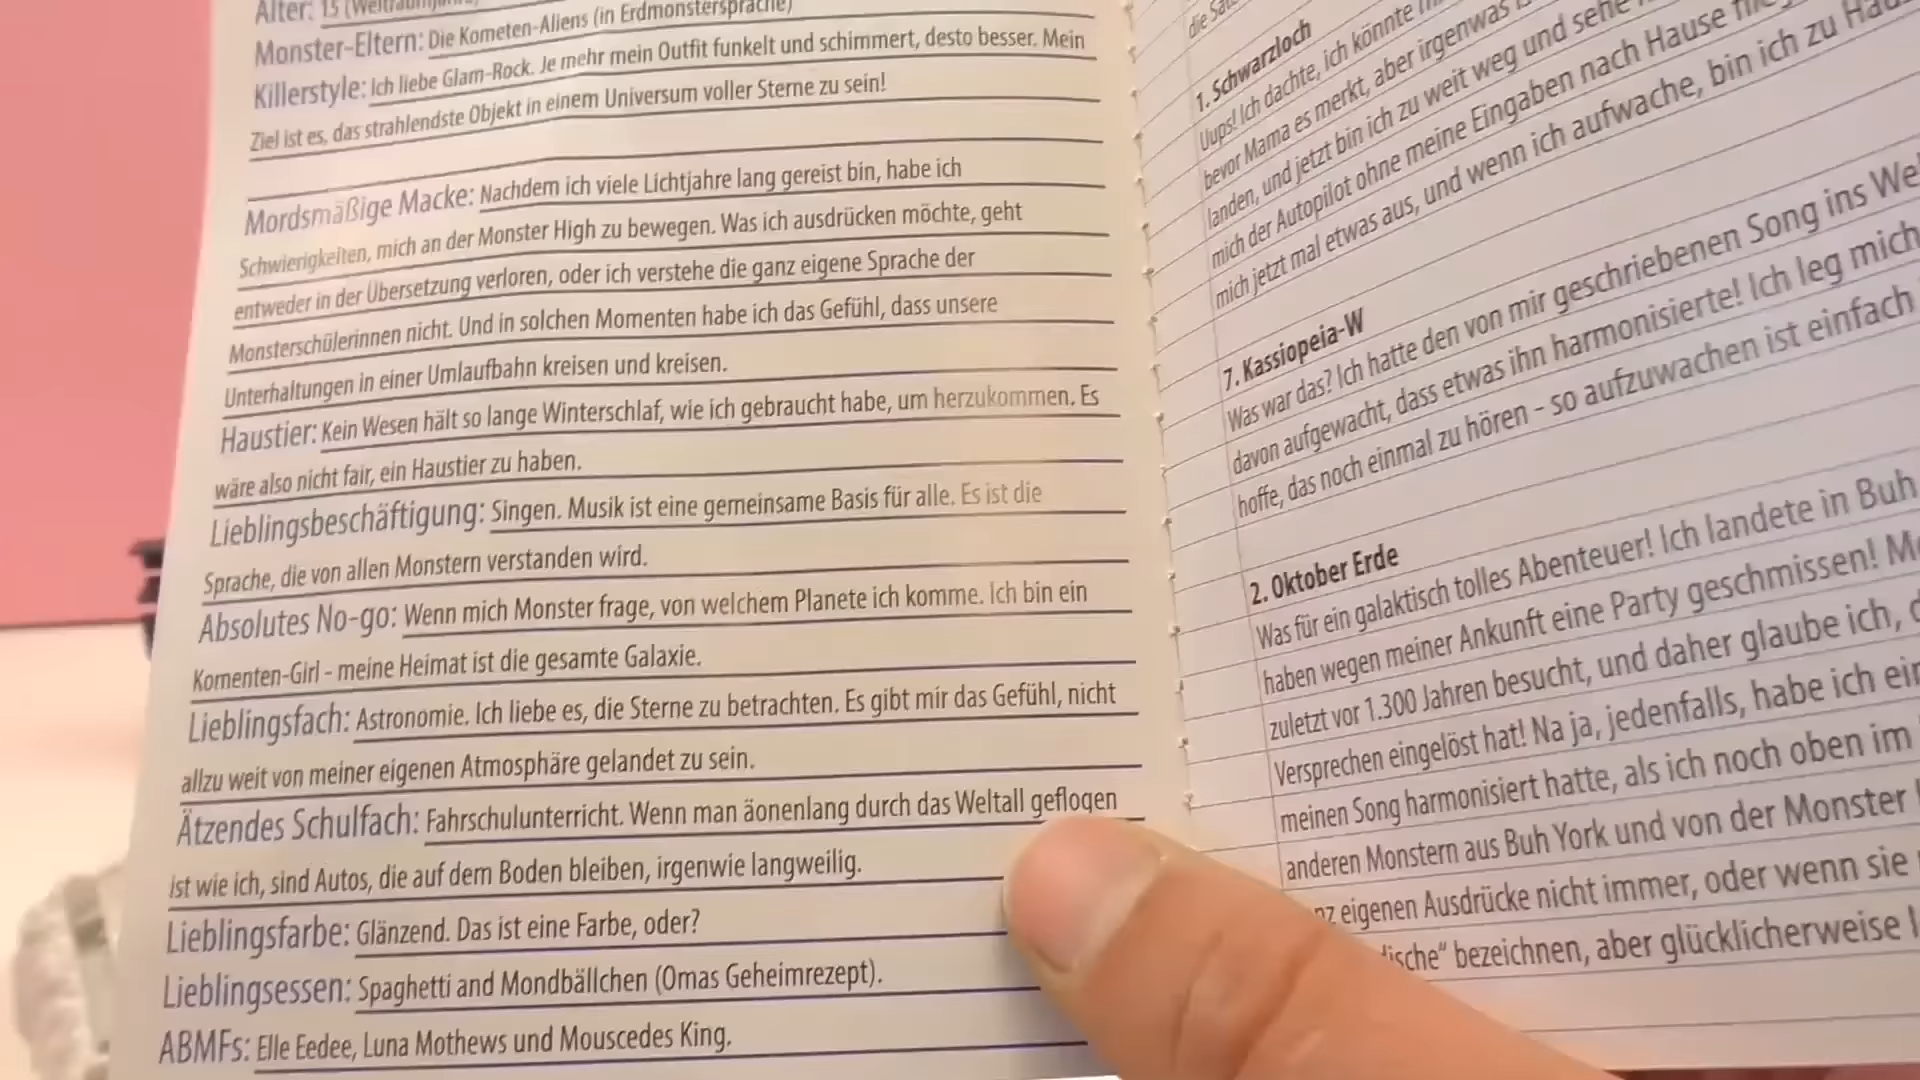 Alter: 15 (Weltraumjahre)
Monster-Eltern: Die Kometen-Aliens (in Erdmonstersprache)
Killerstyle: Ich liebe Glam-Rock. Je mehr mein Outfit funkelt und schimmert, desto besser. Mein
Ziel ist es, das strahlendste Objekt in einem Universum voller Sterne zu sein!
Mordsmäßige Macke: Nachdem ich viele Lichtjahre lang gereist bin, habe ich
Schwierigkeiten, mich an der Monster High zu bewegen. Was ich ausdrücken möchte, geht
entweder in der Übersetzung verloren, oder ich verstehe die ganz eigene Sprache der
Monsterschülerinnen nicht. Und in solchen Momenten habe ich das Gefühl, dass unsere
Unterhaltungen in einer Umlaufbahn kreisen und kreisen.
Haustier: Kein Wesen hält so lange Winterschlaf, wie ich gebraucht habe, um herzukommen. Es
wäre also nicht fair, ein Haustier zu haben.
Lieblingsbeschäftigung: Singen. Musik ist eine gemeinsame Basis für alle. Es ist die
Sprache, die von allen Monstern verstanden wird.
Absolutes No-go: Wenn mich Monster frage, von welchem Planete ich komme. Ich bin ein
Komenten-Girl - meine Heimat ist die gesamte Galaxie.
Lieblingsfach: Astronomie. Ich liebe es, die Sterne zu betrachten. Es gibt mir das Gefühl, nicht
allzu weit von meiner eigenen Atmosphäre gelandet zu sein.
Ätzendes Schulfach: Fahrschulunterricht. Wenn man äonenlang durch das Weltall geflogen
ist wie ich, sind Autos, die auf dem Boden bleiben, irgenwie langweilig.
Lieblingsfarbe: Glänzend. Das ist eine Farbe, oder?
Lieblingsessen: Spaghetti and Mondbällchen (Omas Geheimrezept).
ABMFs: Elle Eedee, Luna Mothews und Mouscedes King.
die
1. Schwarzloch
Uups! Ich dachte, ich könnte
bevor Mama es merkt, aber irgenwas
landen, und jetzt bin ich zu weit weg und sehe
mich der Autopilot ohne meine Eingaben nach Hause
mich jetzt mal etwas aus, und wenn ich aufwache, bin ich zu
7. Kassiopeia-W
Was war das? Ich hatte den von mir geschriebenen Song ins
davon aufgewacht, dass etwas ihn harmonisierte! Ich leg mich
hoffe, das noch einmal zu hören - so aufzuwachen ist einfach
2. Oktober Erde
Was für ein galaktisch tolles Abenteuer! Ich landete in Buh
haben wegen meiner Ankunft eine Party geschmissen!
zuletzt vor 1.300 Jahren besucht, und daher glaube ich,
Versprechen eingelöst hat! Na ja, jedenfalls, habe ich
meinen Song harmonisiert hatte, als ich noch oben im
anderen Monstern aus Buh York und von der Monster
eigenen Ausdrücke nicht immer, oder wenn sie
bezeichnen, aber glücklicherweise